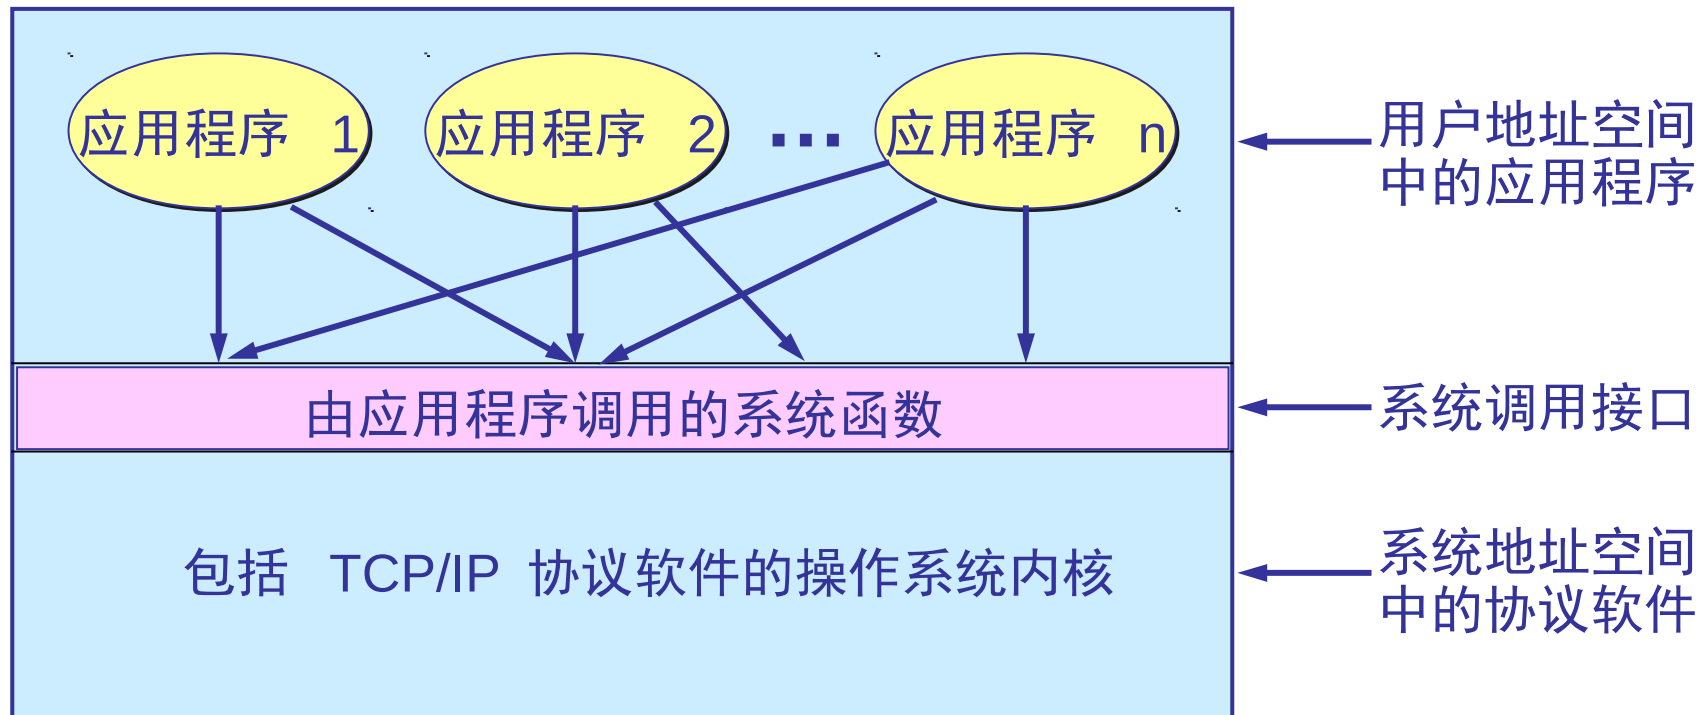 应用程序 1
应用程序 2
…
应用程序 n
用户地址空间
中的应用程序
由应用程序调用的系统函数
系统调用接口
包括 TCP/IP 协议软件的操作系统内核
系统地址空间
中的协议软件